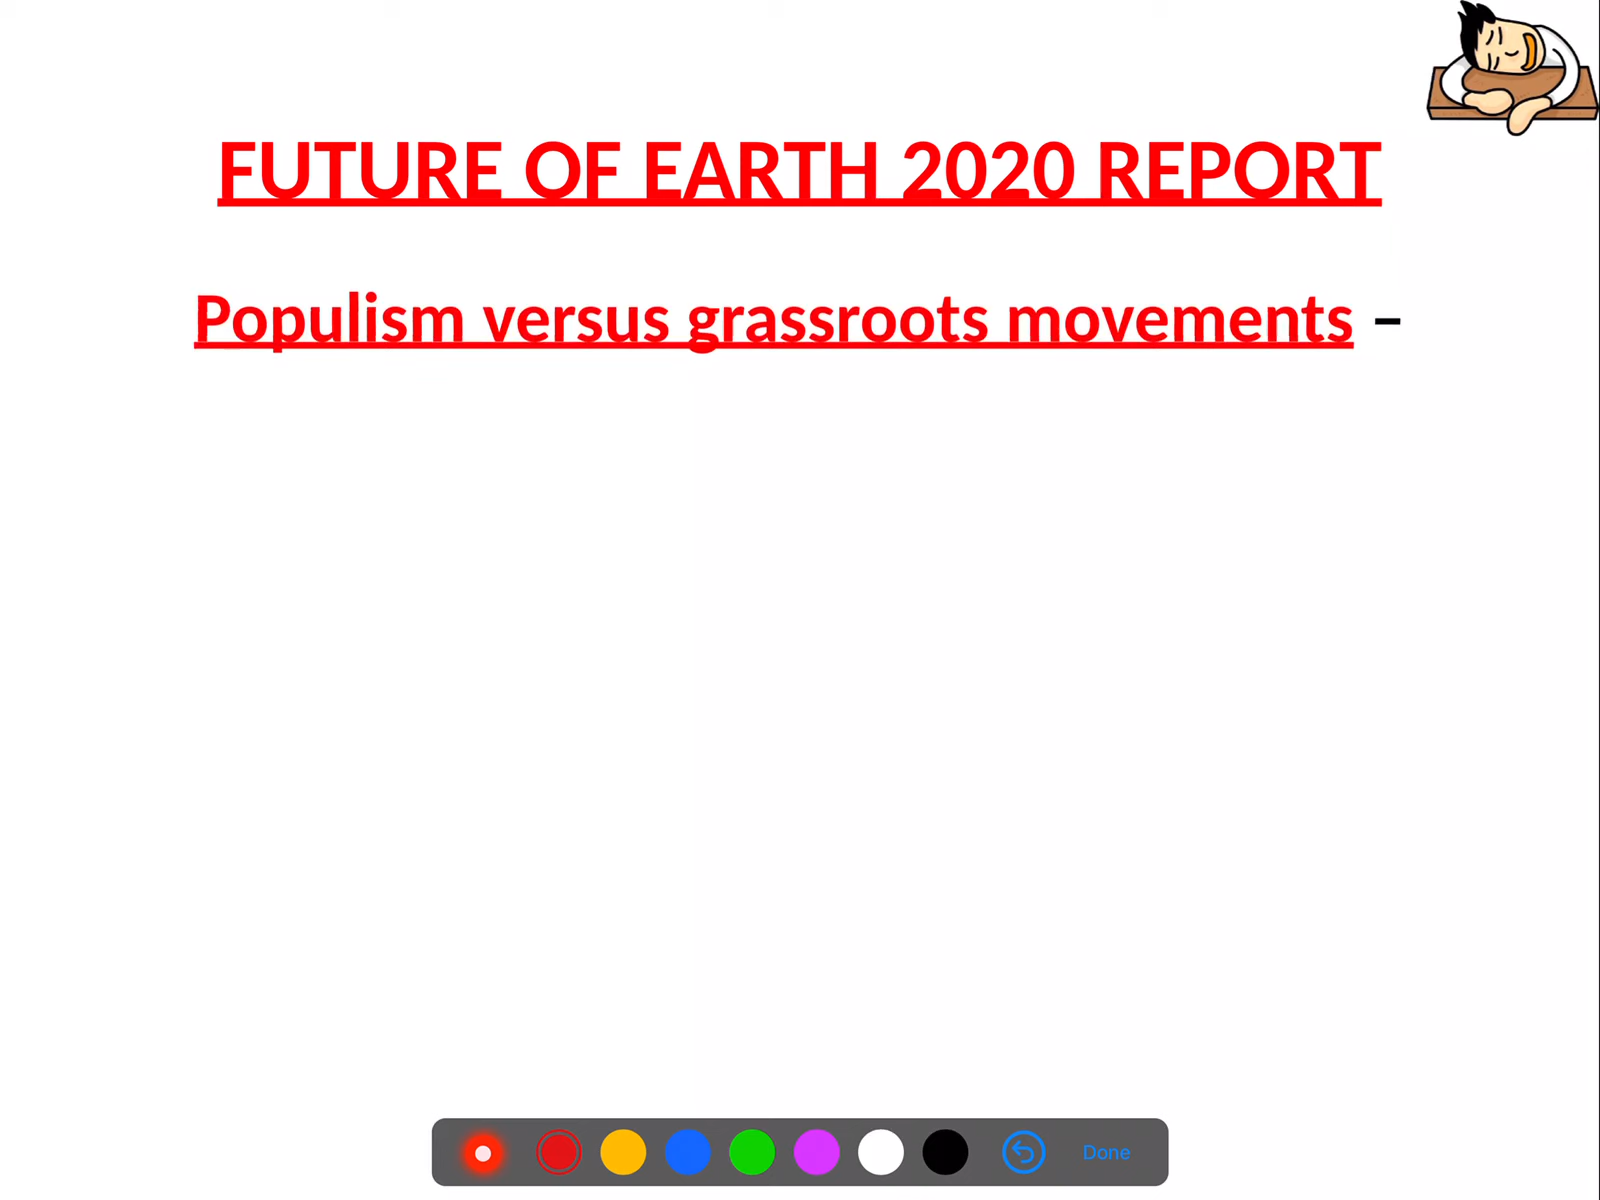 FUTURE OF EARTH 2020 REPORT
Populism versus grassroots movements –
Done